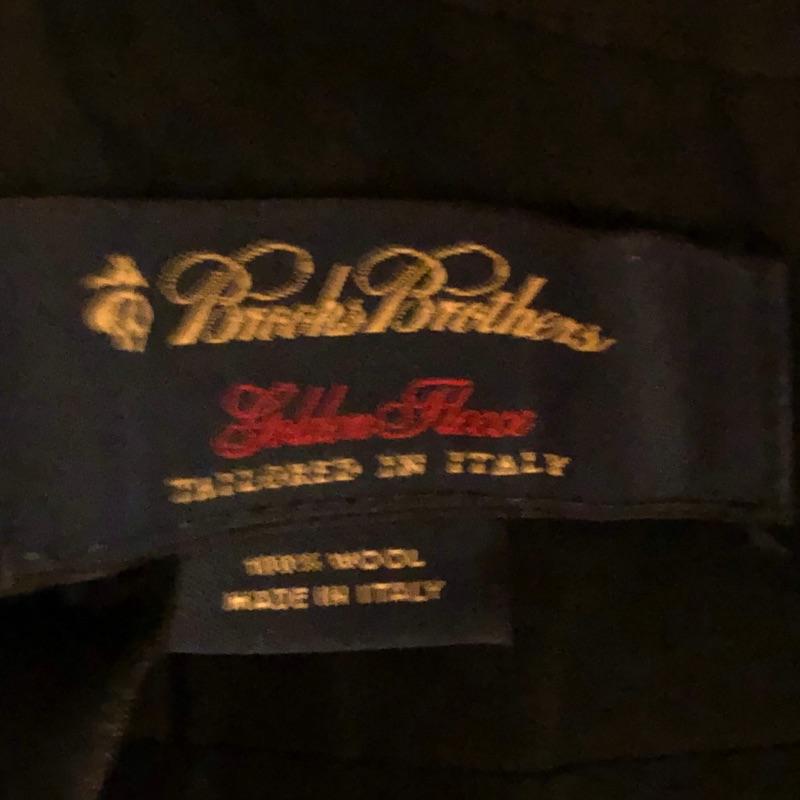 Brooks Brothers
Golden Fleece
TAILORED IN ITALY
100% WOOL
MADE IN ITALY